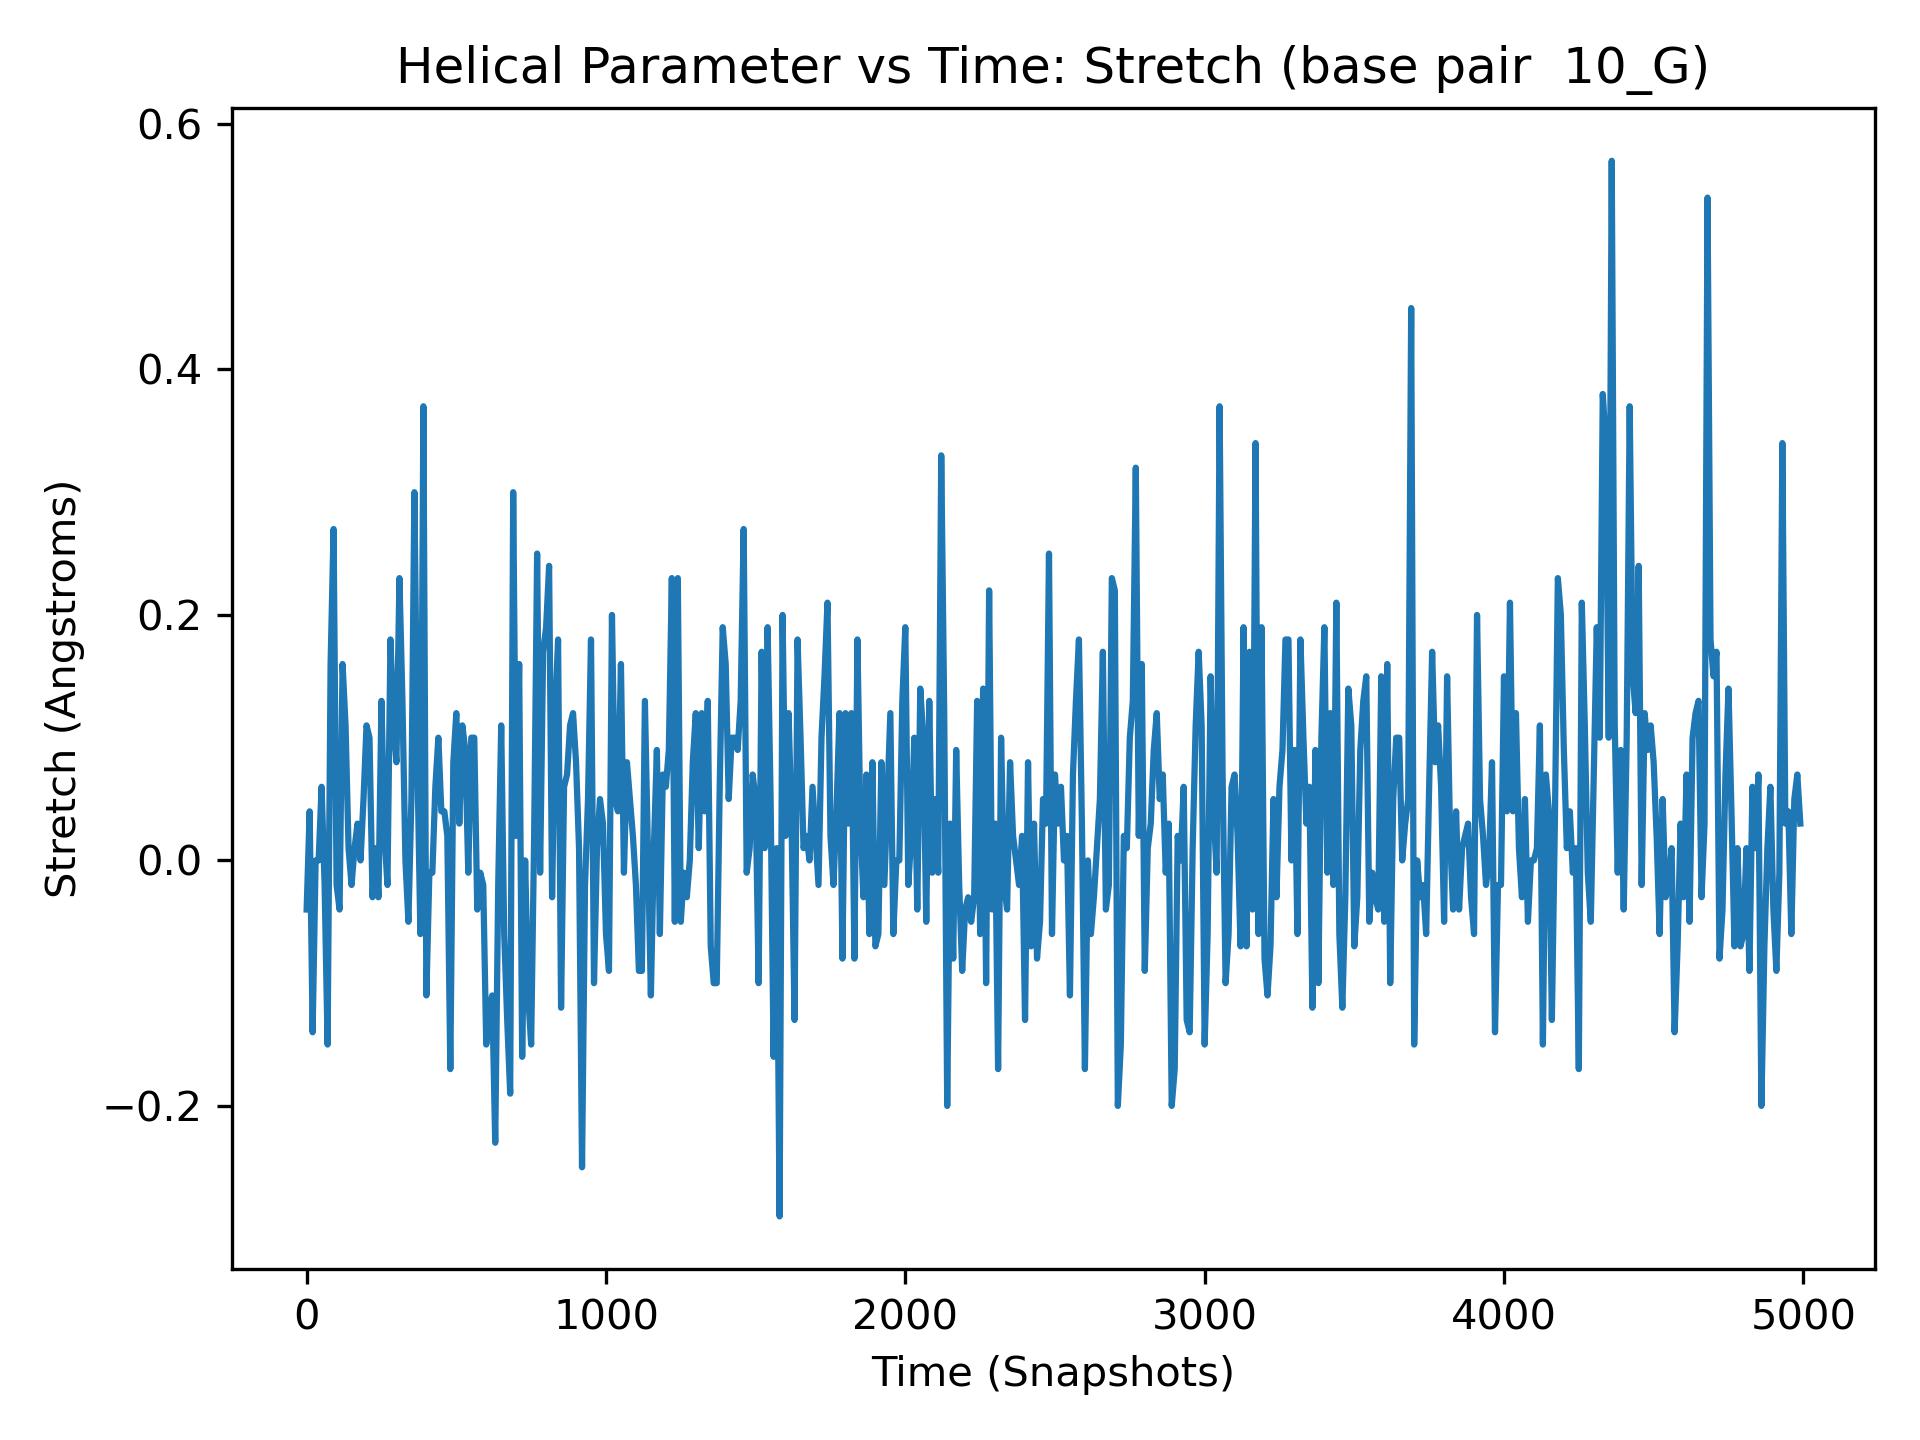 Helical Parameter vs Time: Stretch (base pair  10_G)
0.6
0.4
0.2
0.0
−0.2
Stretch (Angstroms)
0 1000 2000 3000 4000 5000
Time (Snapshots)